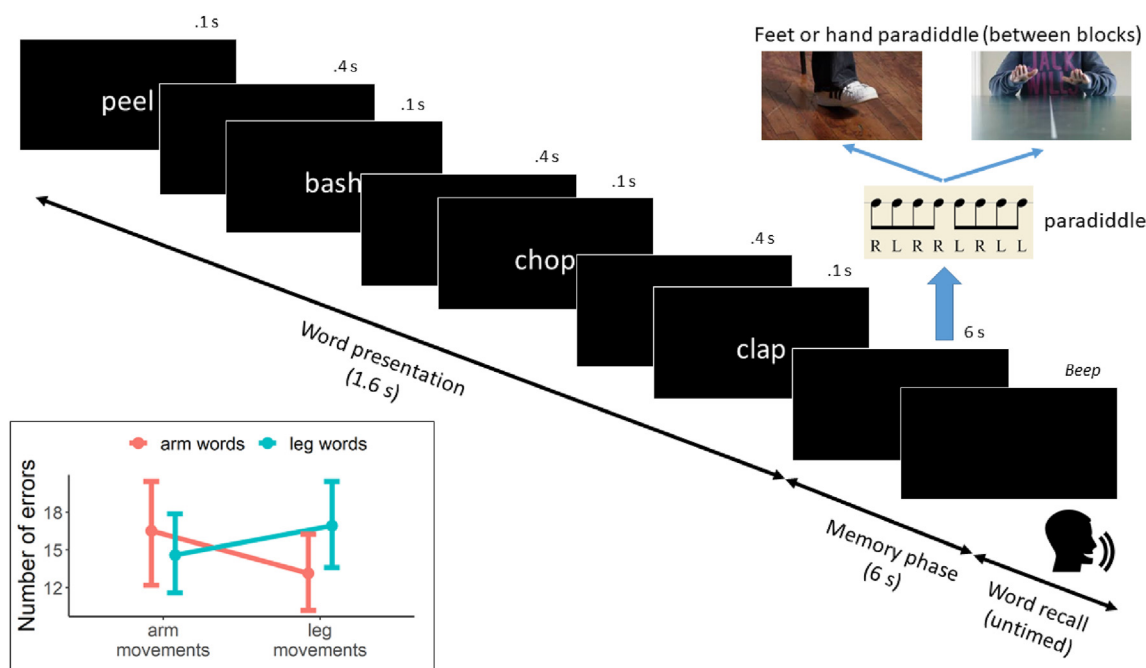 .1 s
peel
.4 s
.1 s
bash
.4 s
.1 s
chop
.4 s
.1 s
clap
6 s
Beep
Feet or hand paradiddle (between blocks)
JACK
WILLS
R L R R L R L L
paradiddle
Word presentation
(1.6 s)
Memory phase
(6 s)
Word recall
(untimed)
arm words
leg words
Number of errors
18
15
12
arm
movements
leg
movements